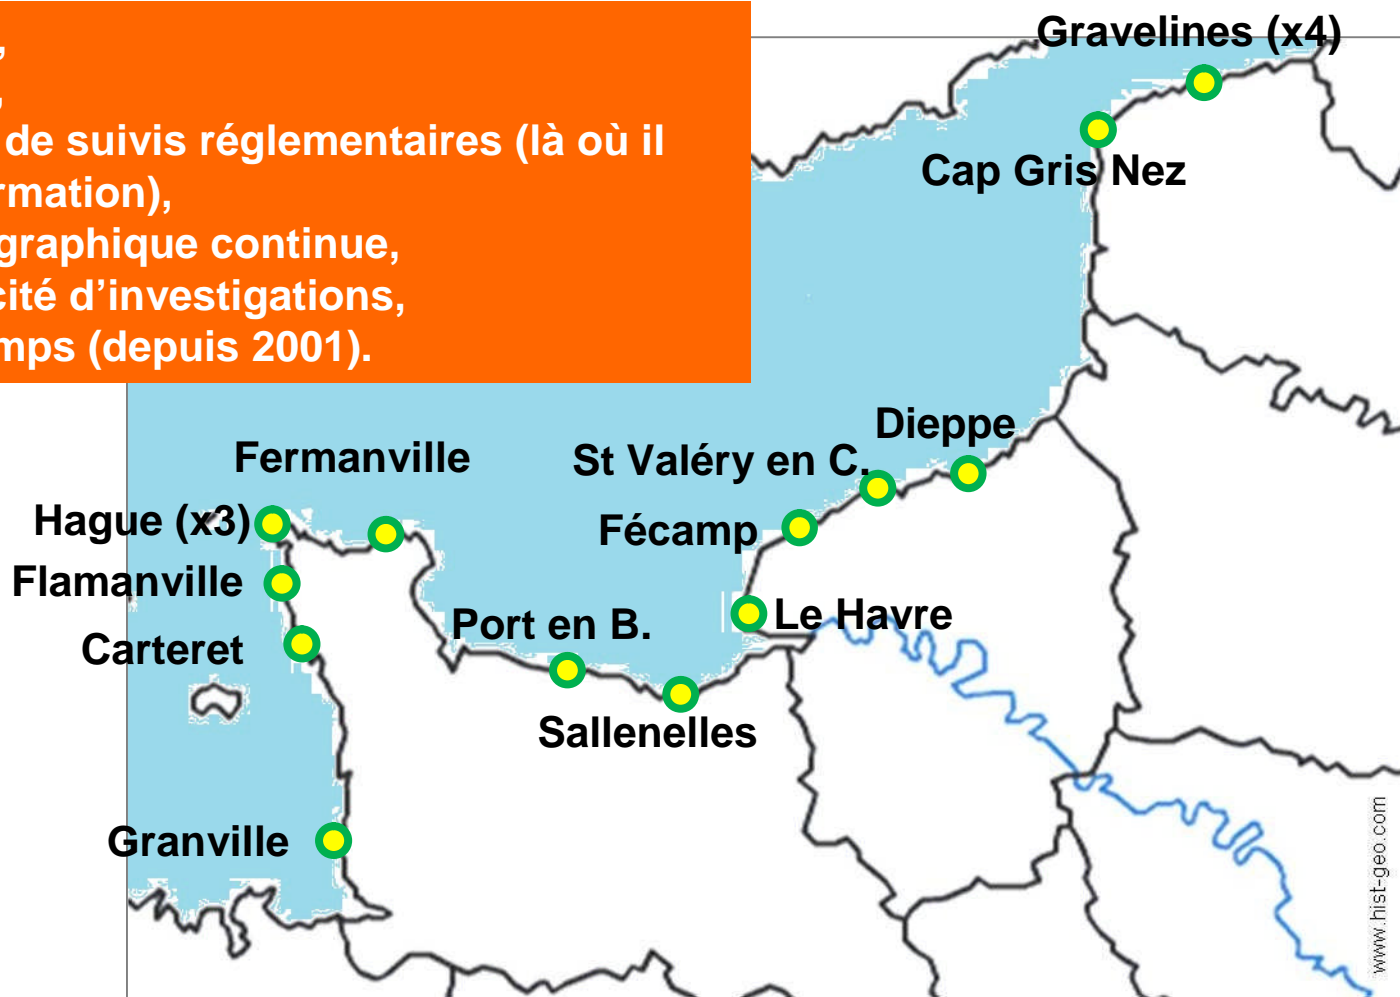 ,
,
de suivis réglementaires (là où il
rmation),
graphique continue,
cité d’investigations,
mps (depuis 2001).
Gravelines (x4)
Cap Gris Nez
Dieppe
St Valéry en C.
Fermanville
Hague (x3)
Fécamp
Flamanville
Le Havre
Port en B.
Carteret
Sallenelles
Granville
www.hist-geo.com